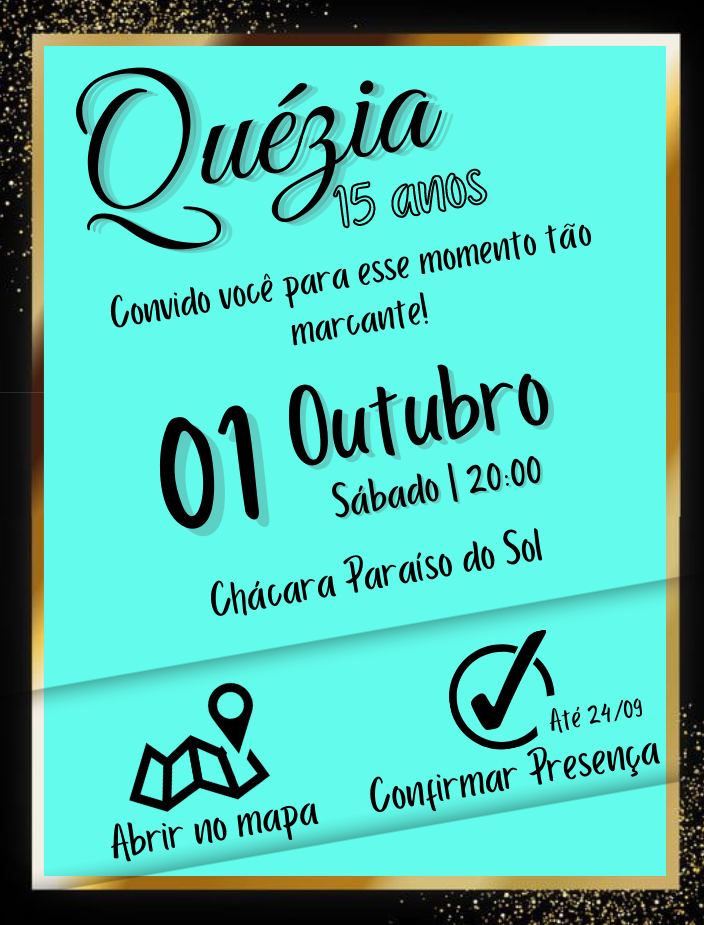 Quézia
15 anos
Convido você para esse momento tão
marcante!
01 Outubro
Sábado | 20:00
Chácara Paraíso do Sol
Até 24/09
Abrir no mapa
Confirmar Presença